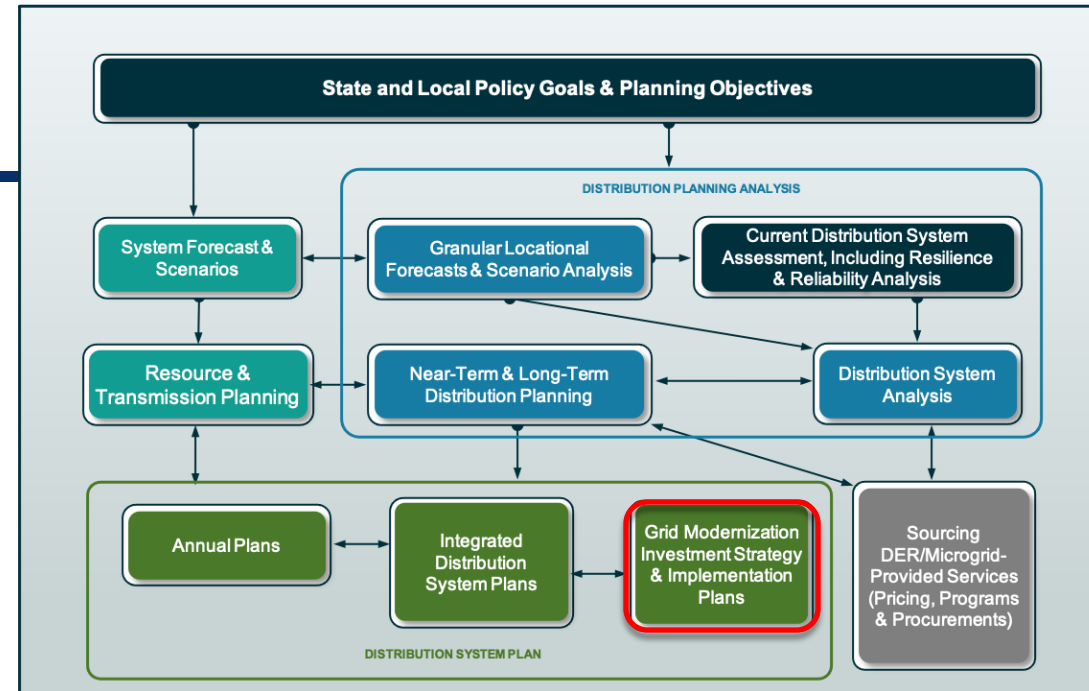 State and Local Policy Goals & Planning Objectives
DISTRIBUTION PLANNING ANALYSIS
System Forecast &
Scenarios
Granular Locational
Forecasts & Scenario Analysis
Current Distribution System
Assessment, Including Resilience
& Reliability Analysis
Resource &
Transmission Planning
Near-Term & Long-Term
Distribution Planning
Distribution System
Analysis
Annual Plans
Integrated
Distribution
System Plans
Grid Modernization
Investment Strategy
& Implementation
Plans
Sourcing
DER/Microgrid-
Provided Services
(Pricing, Programs
& Procurements)
DISTRIBUTION SYSTEM PLAN